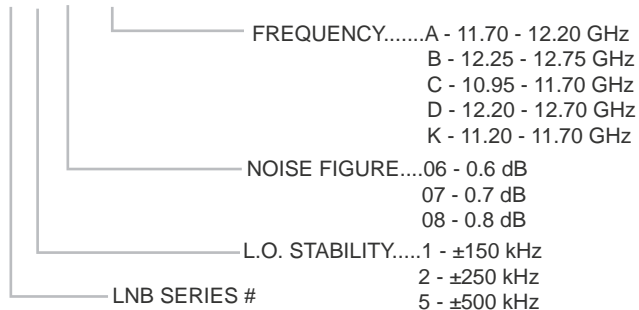 FREQUENCY.......A - 11.70 - 12.20 GHz
B - 12.25 - 12.75 GHz
C - 10.95 - 11.70 GHz
D - 12.20 - 12.70 GHz
K - 11.20 - 11.70 GHz
NOISE FIGURE....06 - 0.6 dB
07 - 0.7 dB
08 - 0.8 dB
L.O. STABILITY.....1 - ±150 kHz
2 - ±250 kHz
LNB SERIES #
5 - ±500 kHz